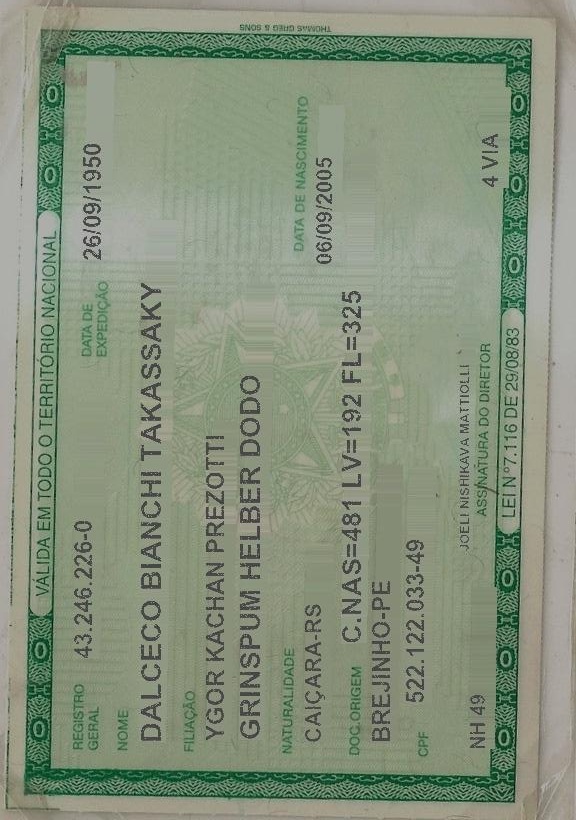 THOMAS GREG & SONS
VÁLIDA EM TODO O TERRITÓRIO NACIONAL
REGISTRO GERAL 43.246.226-0 DATA DE EXPEDIÇÃO 26/09/1950
NOME
DALCECO BIANCHI TAKASSAKY
FILIAÇÃO
YGOR KACHAN PREZOTTI
GRINSPUM HELBER DODO
NATURALIDADE DATA DE NASCIMENTO
CAIÇARA-RS 06/09/2005
DOC.ORIGEM C.NAS=481 LV=192 FL=325
BREJINHO-PE
CPF 522.122.033-49
JOELI NISHIKAVA MATTIOLLI
NH 49 ASSINATURA DO DIRETOR 4 VIA
LEI Nº 7.116 DE 29/08/83